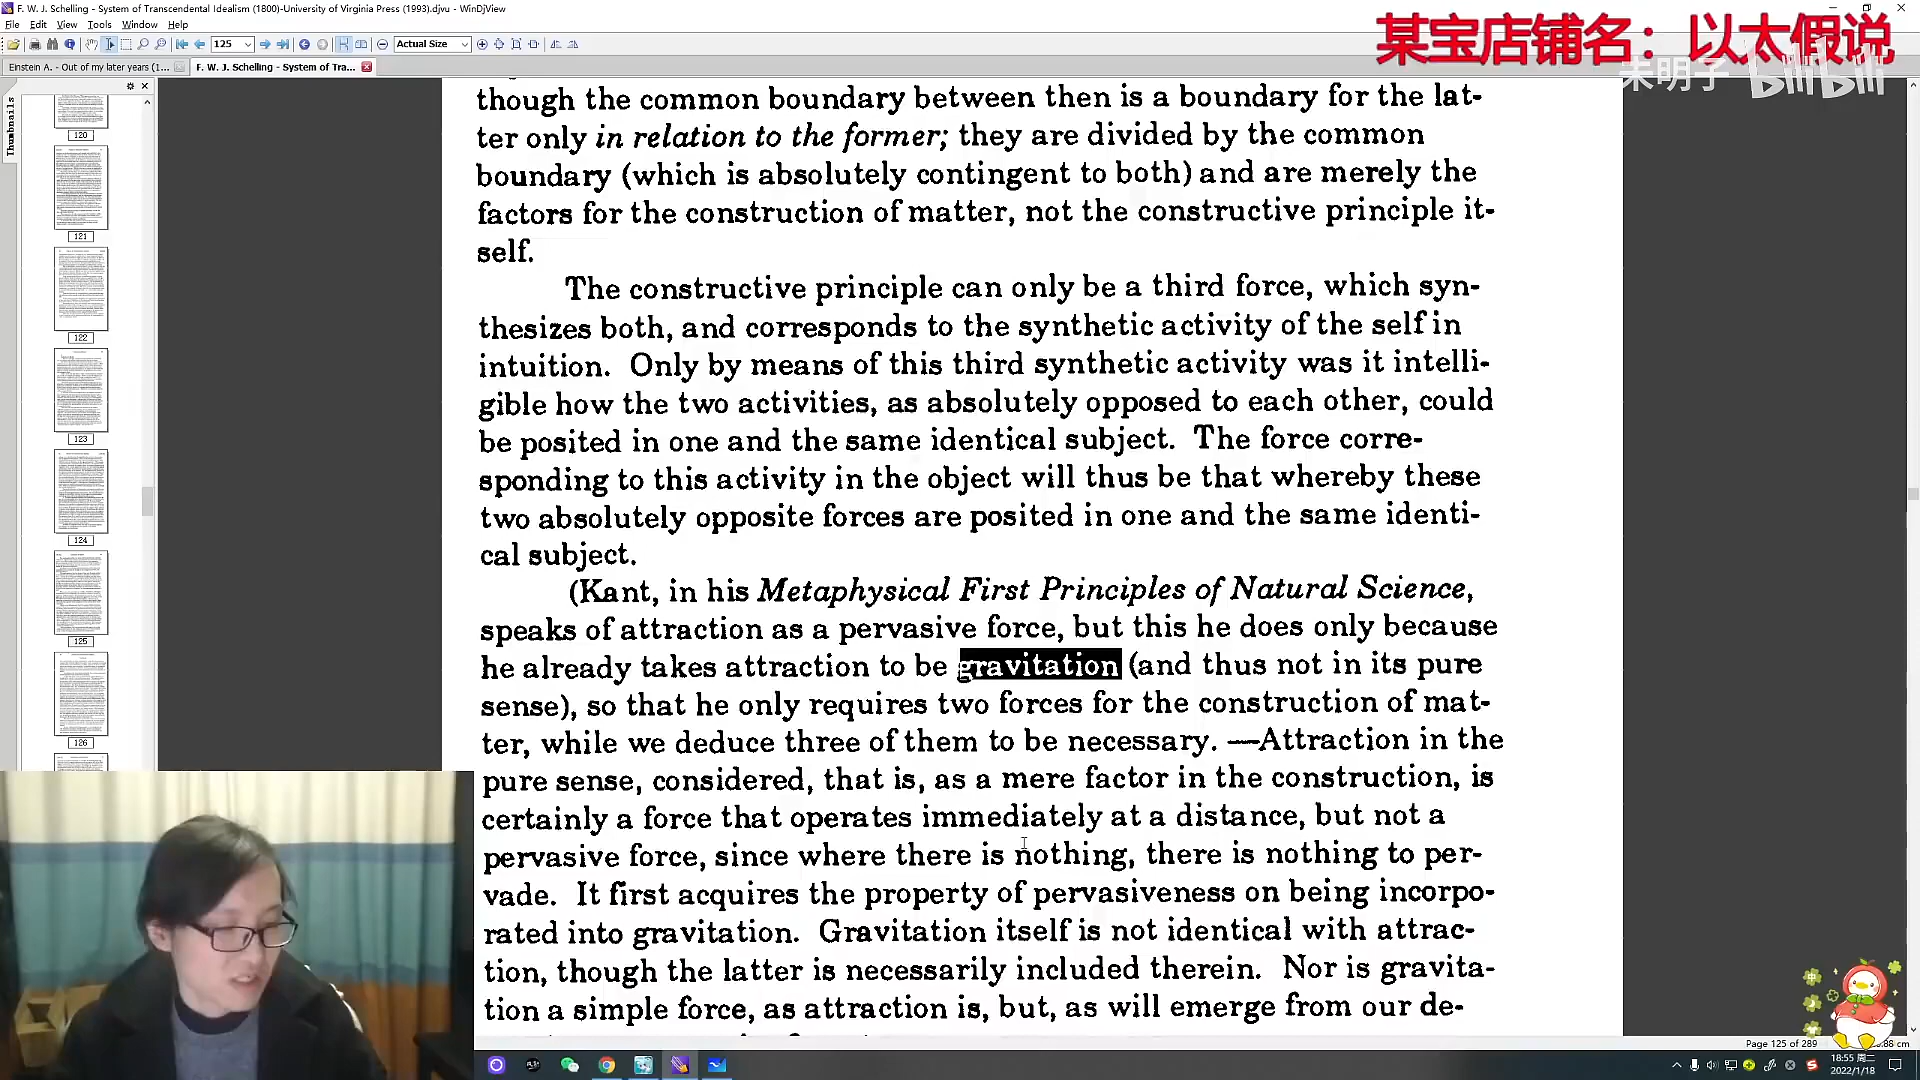 F. W. J. Schelling - System of Transcendental Idealism (1800)-University of Virginia Press (1993).djvu - WinDjView
File Edit View Tools Window Help
125 Actual Size
Einstein A. - Out of my later years (1... F. W. J. Schelling - System of Tra...
某宝店铺名：以太假说
朱明子 bilibili
Thumbnails
120
121
122
123
124
125
126
though the common boundary between then is a boundary for the lat-
ter only in relation to the former; they are divided by the common
boundary (which is absolutely contingent to both) and are merely the
factors for the construction of matter, not the constructive principle it-
self.
The constructive principle can only be a third force, which syn-
thesizes both, and corresponds to the synthetic activity of the self in
intuition. Only by means of this third synthetic activity was it intelli-
gible how the two activities, as absolutely opposed to each other, could
be posited in one and the same identical subject. The force corre-
sponding to this activity in the object will thus be that whereby these
two absolutely opposite forces are posited in one and the same identi-
cal subject.
(Kant, in his Metaphysical First Principles of Natural Science,
speaks of attraction as a pervasive force, but this he does only because
he already takes attraction to be gravitation (and thus not in its pure
sense), so that he only requires two forces for the construction of mat-
ter, while we deduce three of them to be necessary. —Attraction in the
pure sense, considered, that is, as a mere factor in the construction, is
certainly a force that operates immediately at a distance, but not a
pervasive force, since where there is nothing, there is nothing to per-
vade. It first acquires the property of pervasiveness on being incorpo-
rated into gravitation. Gravitation itself is not identical with attrac-
tion, though the latter is necessarily included therein. Nor is gravita-
tion a simple force, as attraction is, but, as will emerge from our de-
Page 125 of 289
18:55 周二
2022/1/18